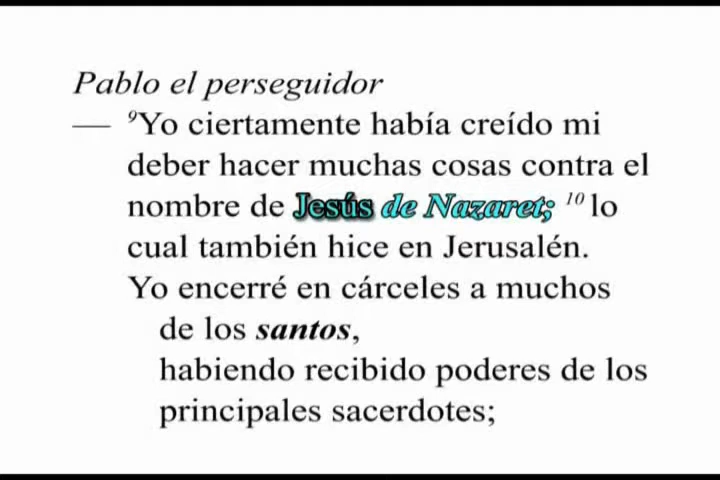 Pablo el perseguidor
— ⁹Yo ciertamente había creído mi
deber hacer muchas cosas contra el
nombre de Jesús de Nazaret; ¹⁰lo
cual también hice en Jerusalén.
Yo encerré en cárceles a muchos
de los santos,
habiendo recibido poderes de los
principales sacerdotes;